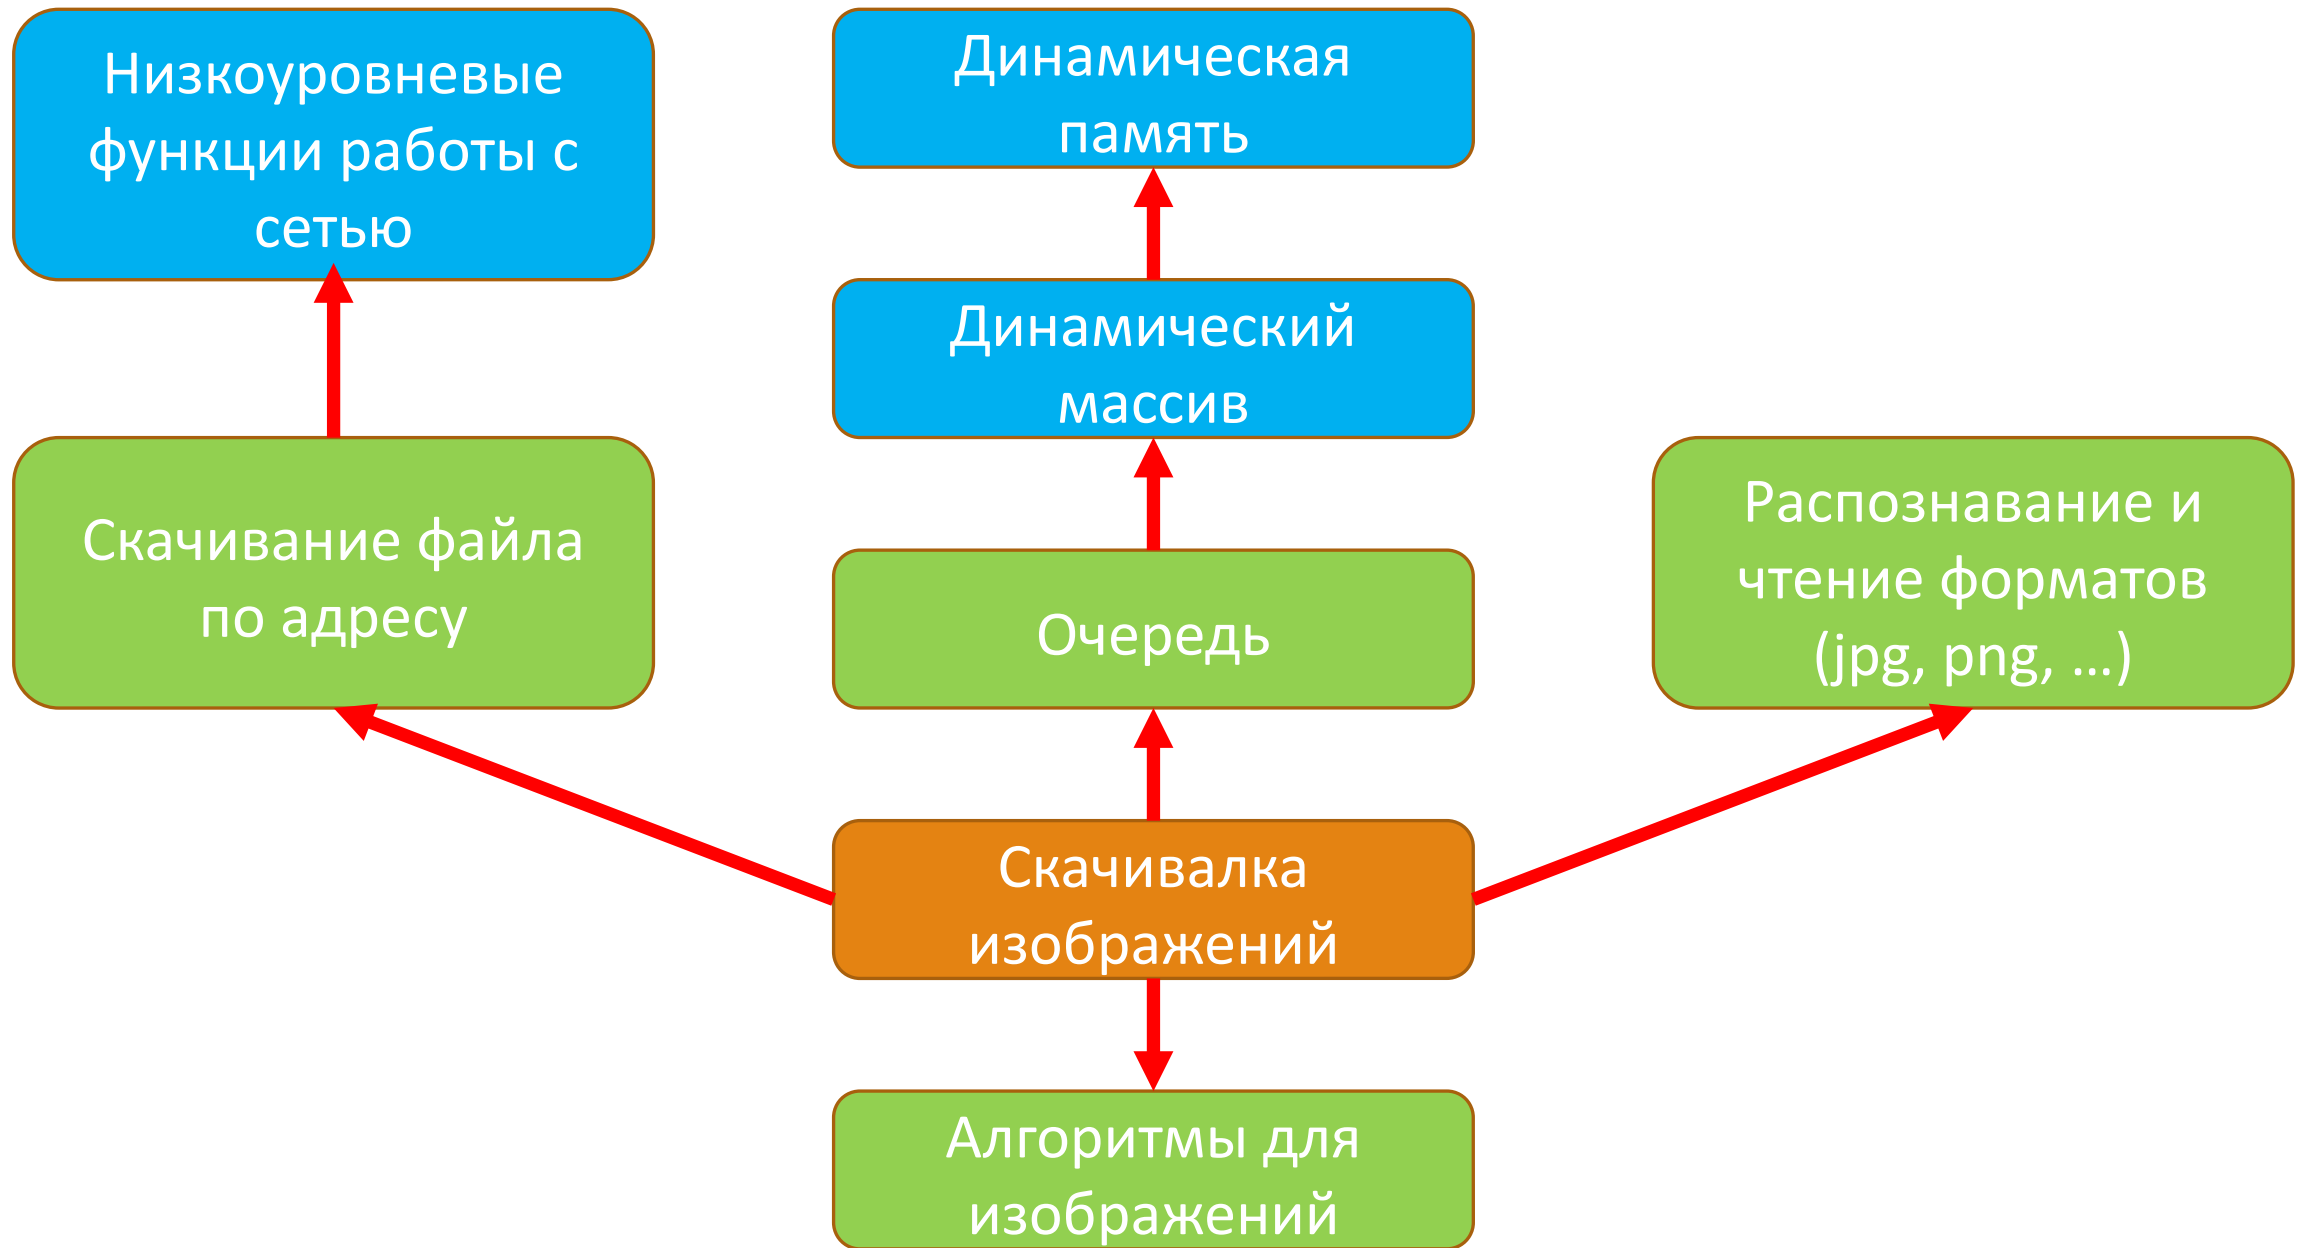 Низкоуровневые
функции работы с
сетью
Динамическая
память
Динамический
массив
Скачивание файла
по адресу
Очередь
Распознавание и
чтение форматов
(jpg, png, ...)
Скачивалка
изображений
Алгоритмы для
изображений